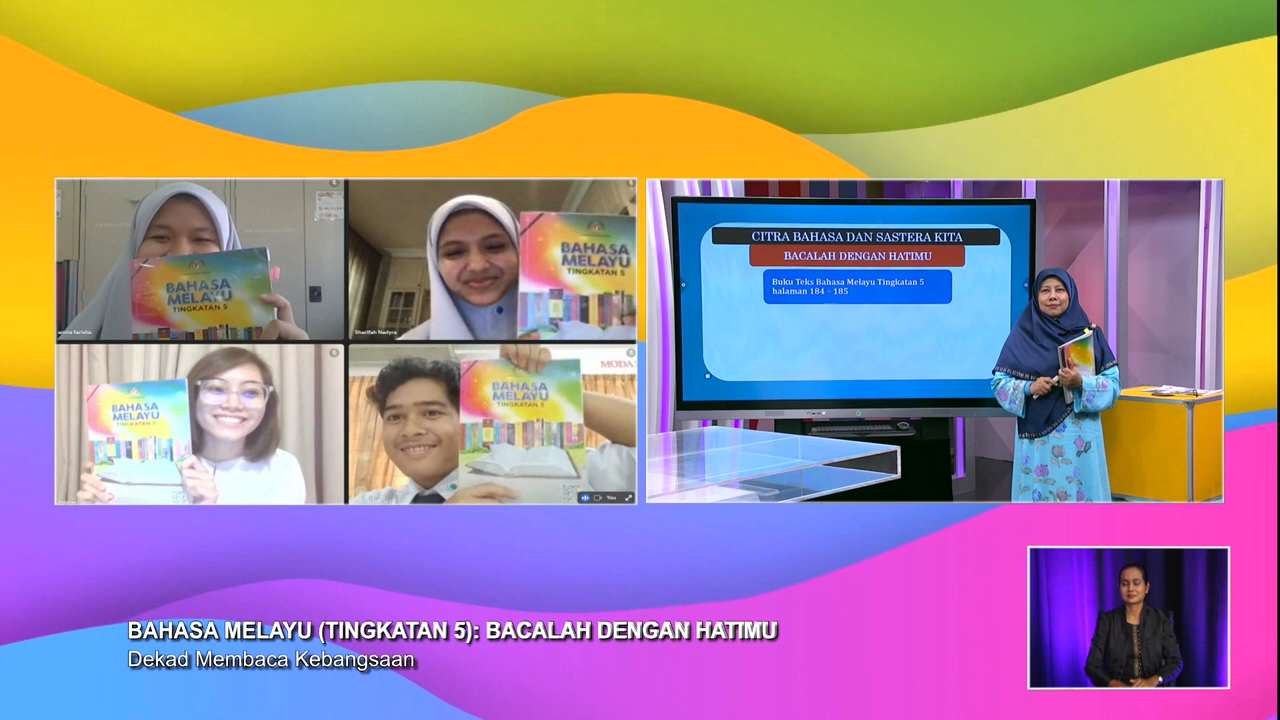 BAHASA
MELAYU
TINGKATAN 5
BAHASA
MELAYU
TINGKATAN 5
Sharifah Nadyra
BAHASA
MELAYU
TINGKATAN 5
MODA
BAHASA
MELAYU
TINGKATAN 5
You
CITRA BAHASA DAN SASTERA KITA
BACALAH DENGAN HATIMU
Buku Teks Bahasa Melayu Tingkatan 5
halaman 184 - 185
BAHASA MELAYU (TINGKATAN 5): BACALAH DENGAN HATIMU
Dekad Membaca Kebangsaan